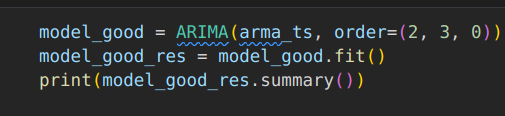 model_good = ARIMA(arma_ts, order=(2, 3, 0))
model_good_res = model_good.fit()
print(model_good_res.summary())